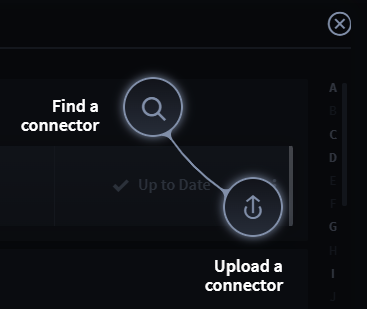 Find a
connector
A
B
C
D
Up to Date
E
F
G
H
Upload a
connector
I
J